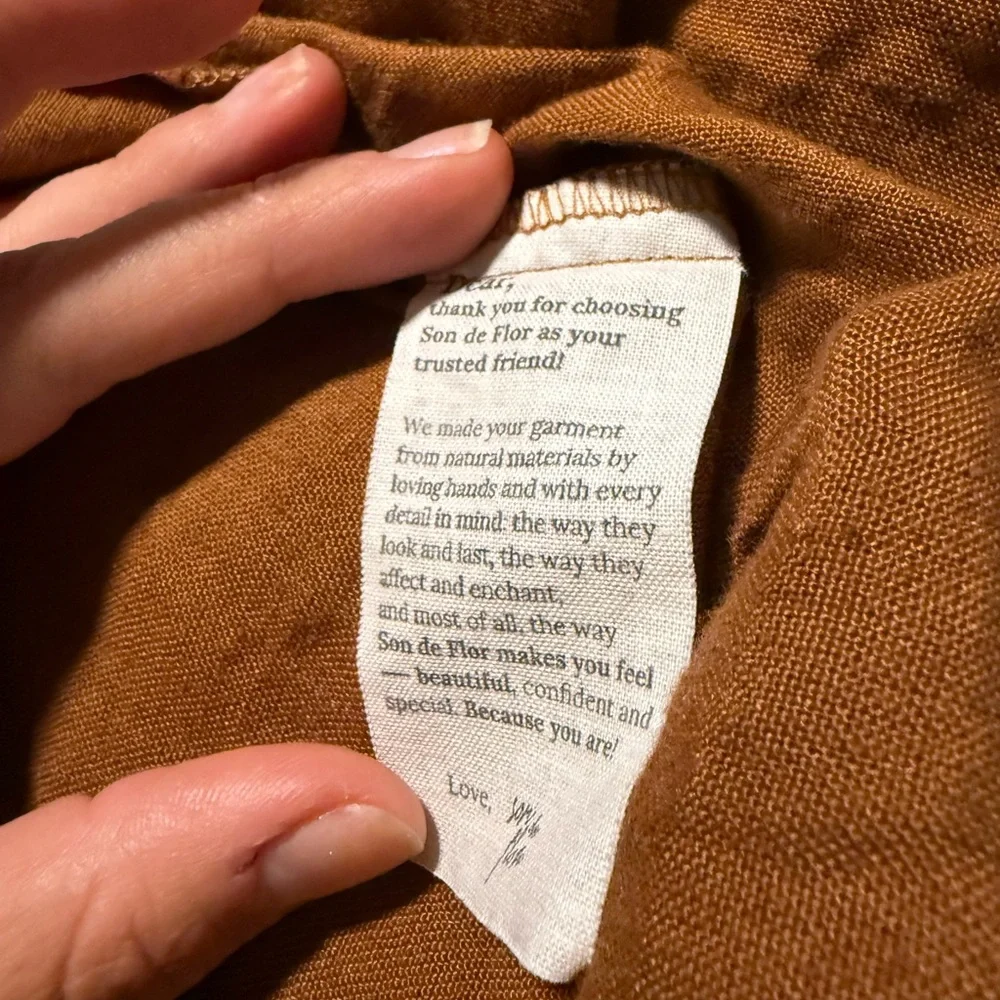 Dear,
thank you for choosing
Son de Flor as your
trusted friend!
We made your garment
from natural materials by
loving hands and with every
detail in mind: the way they
look and last, the way they
affect and enchant,
and most of all, the way
Son de Flor makes you feel
— beautiful, confident and
special. Because you are!
Love,
Son de Flor